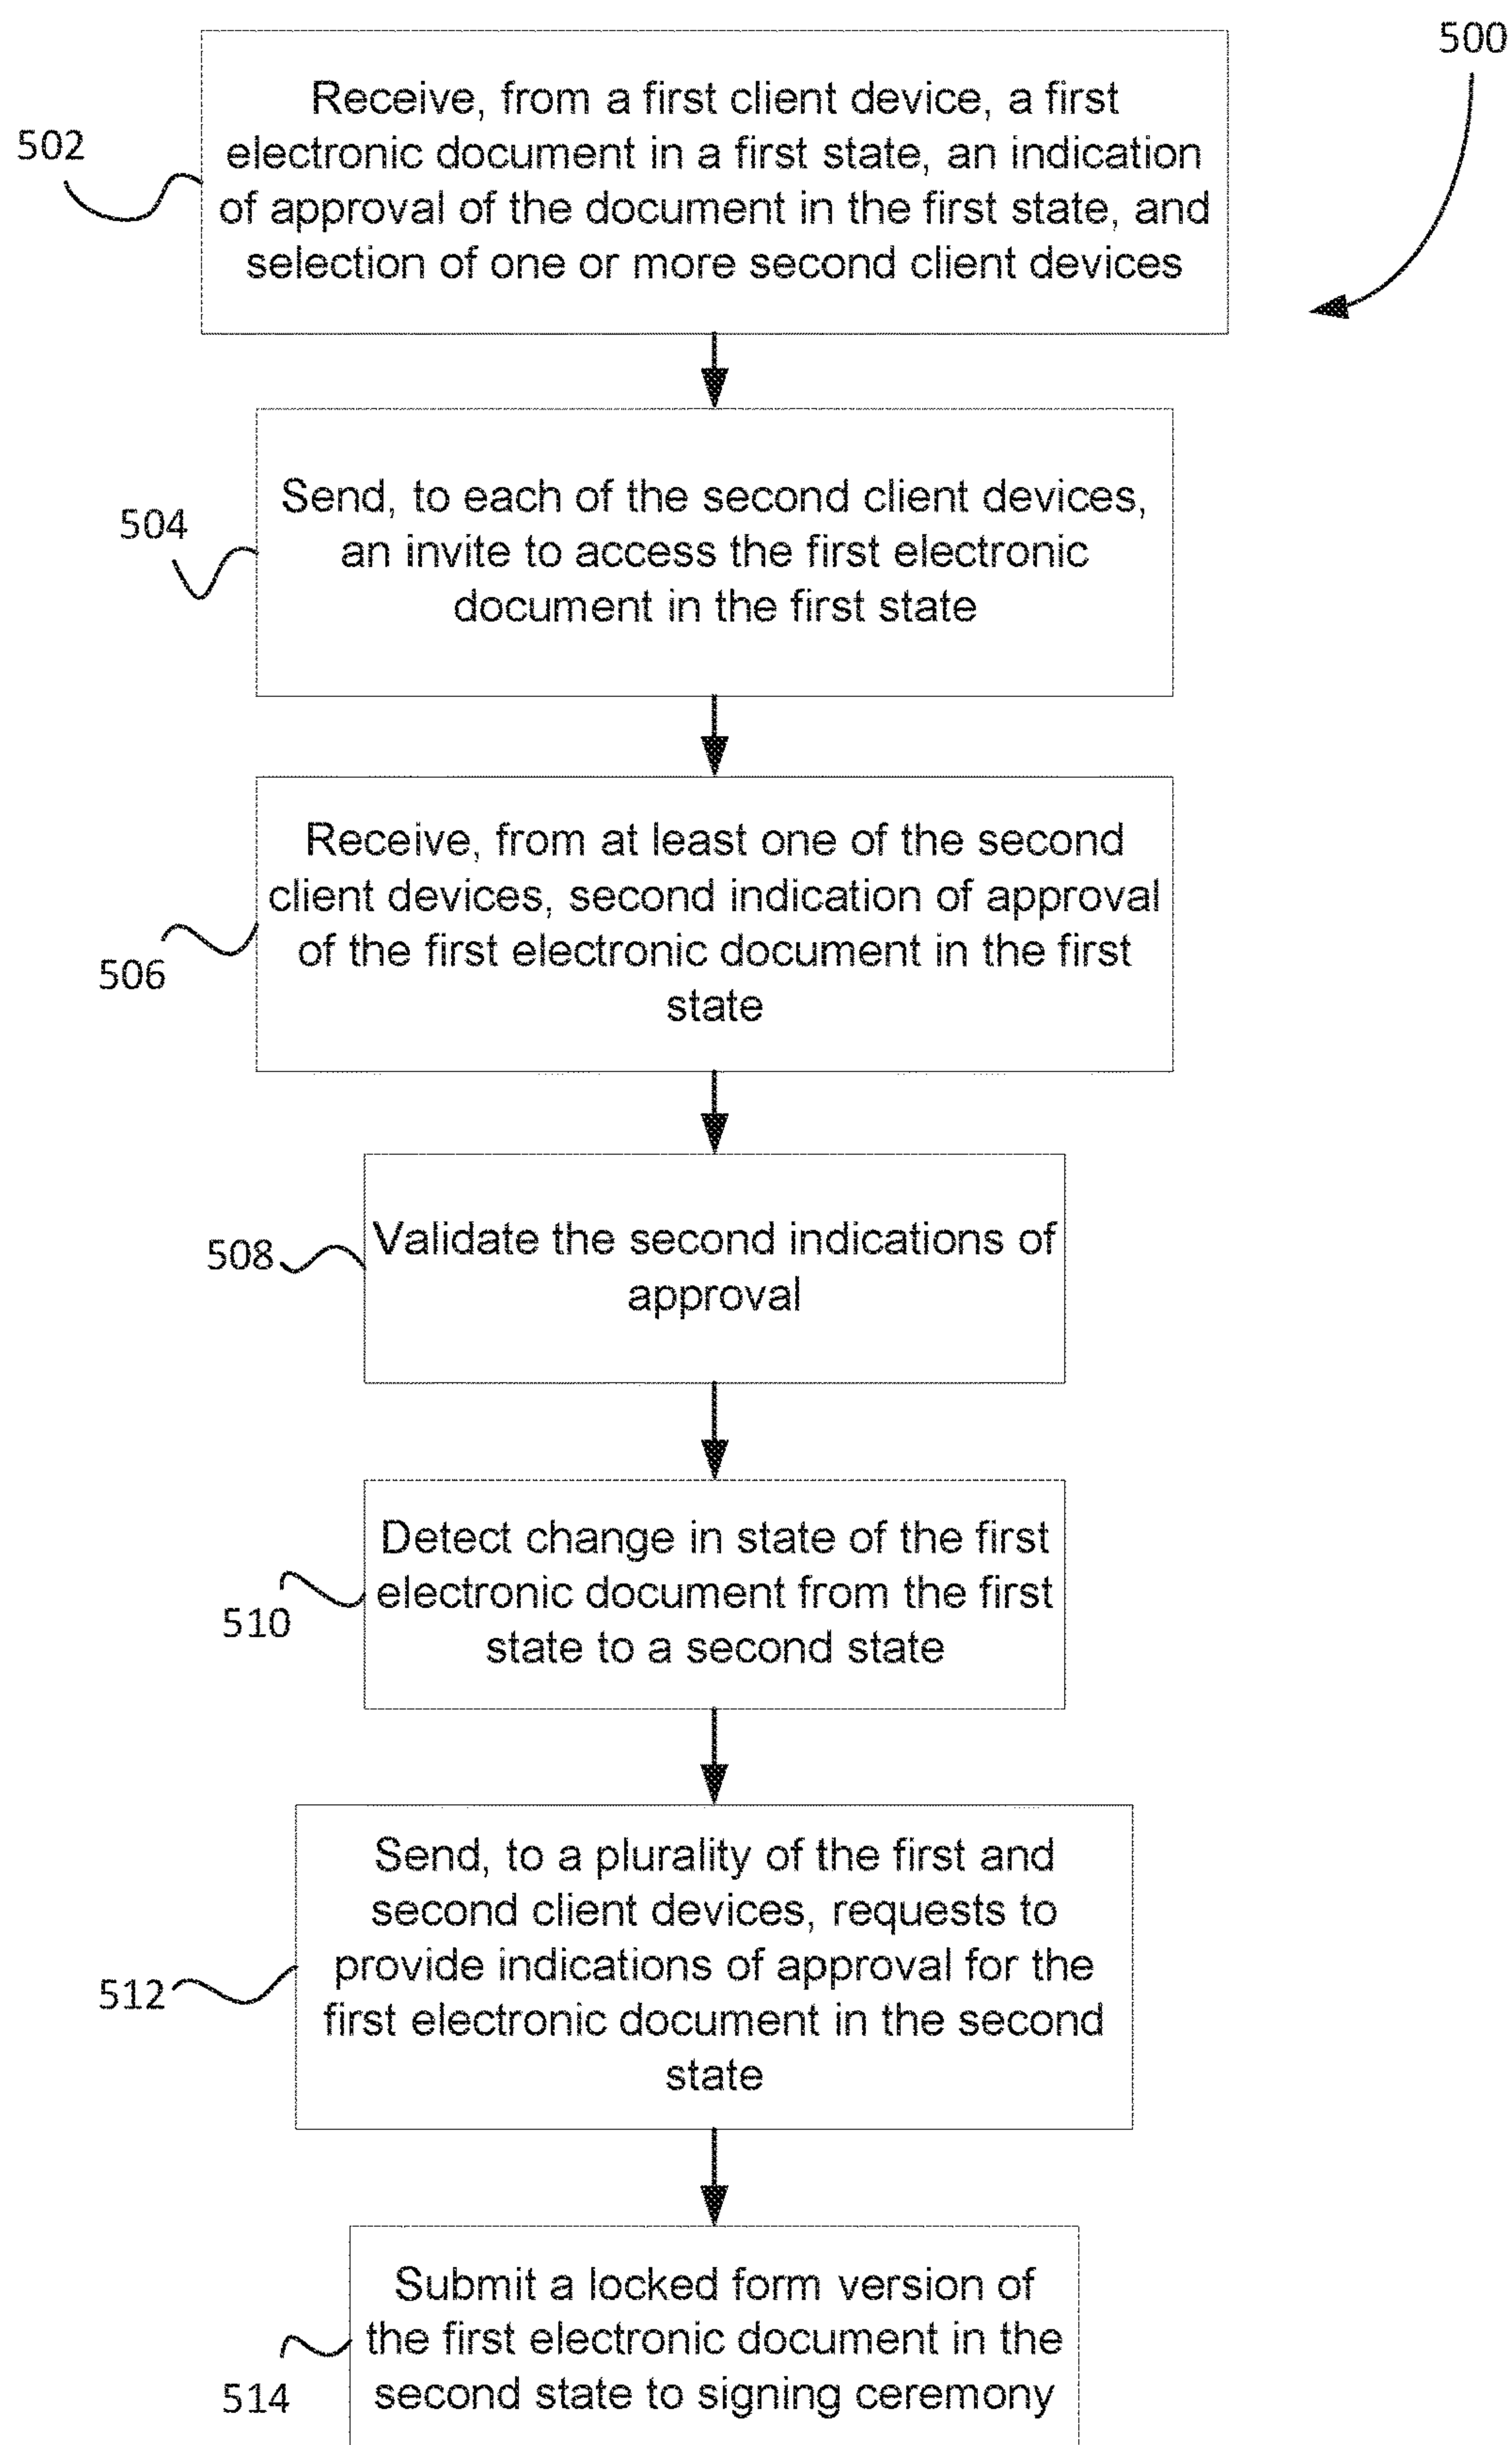 500
502
Receive, from a first client device, a first
electronic document in a first state, an indication
of approval of the document in the first state, and
selection of one or more second client devices
504
Send, to each of the second client devices,
an invite to access the first electronic
document in the first state
506
Receive, from at least one of the second
client devices, second indication of approval
of the first electronic document in the first
state
508
Validate the second indications of
approval
510
Detect change in state of the first
electronic document from the first
state to a second state
512
Send, to a plurality of the first and
second client devices, requests to
provide indications of approval for the
first electronic document in the second
state
514
Submit a locked form version of
the first electronic document in the
second state to signing ceremony